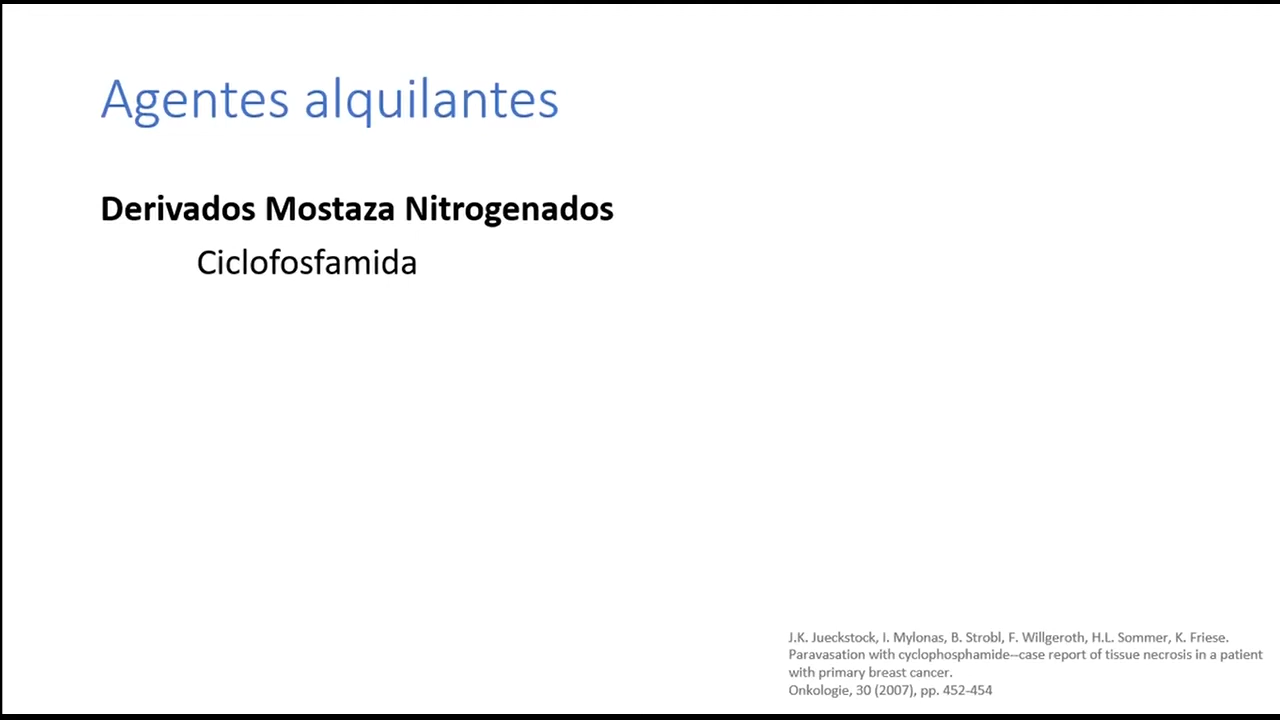 Agentes alquilantes
Derivados Mostaza Nitrogenados
Ciclofosfamida
J.K. Jueckstock, I. Mylonas, B. Strobl, F. Willgeroth, H.L. Sommer, K. Friese.
Paravasation with cyclophosphamide--case report of tissue necrosis in a patient
with primary breast cancer.
Onkologie, 30 (2007), pp. 452-454